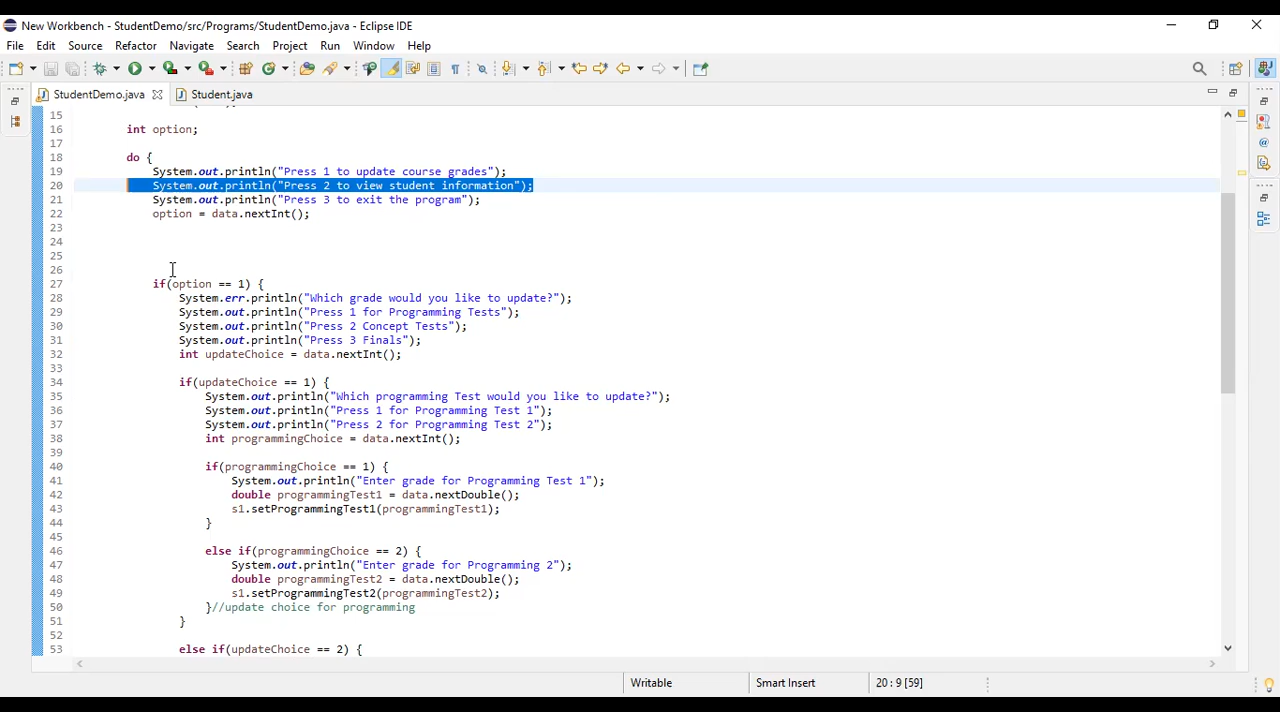 New Workbench - StudentDemo/src/Programs/StudentDemo.java - Eclipse IDE
File Edit Source Refactor Navigate Search Project Run Window Help
StudentDemo.java Student.java
15
16 int option;
17
18 do {
19 System.out.println("Press 1 to update course grades");
20 System.out.println("Press 2 to view student information");
21 System.out.println("Press 3 to exit the program");
22 option = data.nextInt();
23
24
25
26
27 if(option == 1) {
28 System.err.println("Which grade would you like to update?");
29 System.out.println("Press 1 for Programming Tests");
30 System.out.println("Press 2 Concept Tests");
31 System.out.println("Press 3 Finals");
32 int updateChoice = data.nextInt();
33
34 if(updateChoice == 1) {
35 System.out.println("Which programming Test would you like to update?");
36 System.out.println("Press 1 for Programming Test 1");
37 System.out.println("Press 2 for Programming Test 2");
38 int programmingChoice = data.nextInt();
39
40 if(programmingChoice == 1) {
41 System.out.println("Enter grade for Programming Test 1");
42 double programmingTest1 = data.nextDouble();
43 s1.setProgrammingTest1(programmingTest1);
44 }
45
46 else if(programmingChoice == 2) {
47 System.out.println("Enter grade for Programming 2");
48 double programmingTest2 = data.nextDouble();
49 s1.setProgrammingTest2(programmingTest2);
50 }//update choice for programming
51 }
52
53 else if(updateChoice == 2) {
Writable Smart Insert 20 : 9 [59]